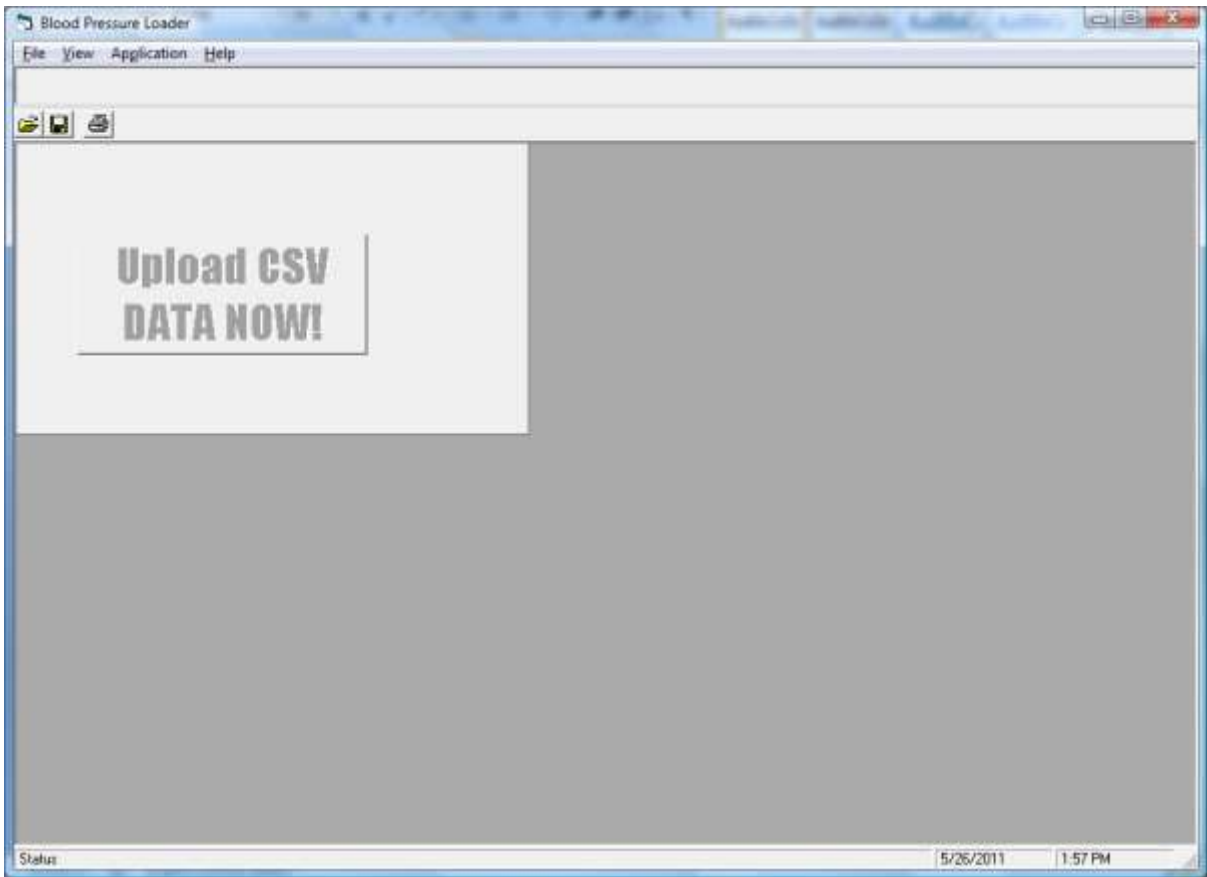 Blood Pressure Loader
File View Application Help
Upload CSV
DATA NOW!
Status 5/26/2011 1:57 PM